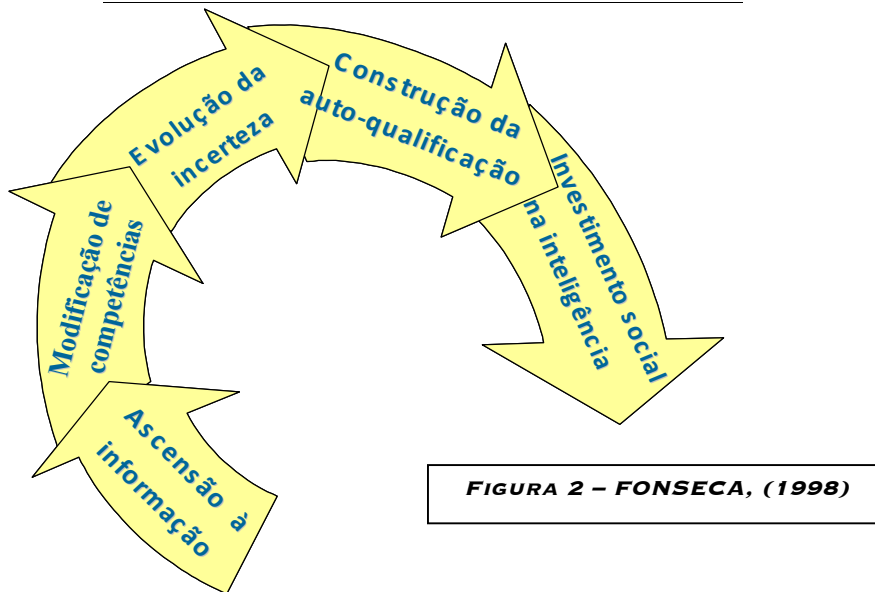 Construção da
auto-qualificação
Evolução da
incerteza
Investimento social
na inteligência
Modificação de
competências
Ascensão à
informação
FIGURA 2 – FONSECA, (1998)